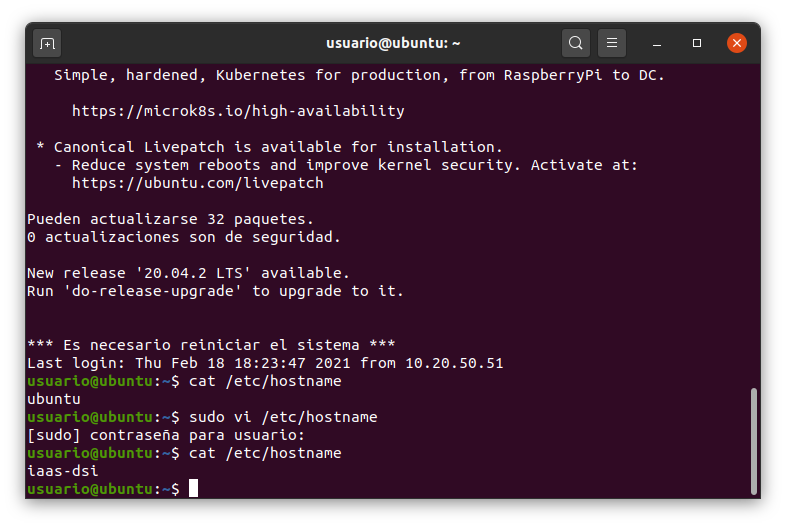 usuario@ubuntu: ~
Simple, hardened, Kubernetes for production, from RaspberryPi to DC.
https://microk8s.io/high-availability
* Canonical Livepatch is available for installation.
- Reduce system reboots and improve kernel security. Activate at:
https://ubuntu.com/livepatch
Pueden actualizarse 32 paquetes.
0 actualizaciones son de seguridad.
New release '20.04.2 LTS' available.
Run 'do-release-upgrade' to upgrade to it.
*** Es necesario reiniciar el sistema ***
Last login: Thu Feb 18 18:23:47 2021 from 10.20.50.51
usuario@ubuntu:~$ cat /etc/hostname
ubuntu
usuario@ubuntu:~$ sudo vi /etc/hostname
[sudo] contraseña para usuario:
usuario@ubuntu:~$ cat /etc/hostname
iaas-dsi
usuario@ubuntu:~$